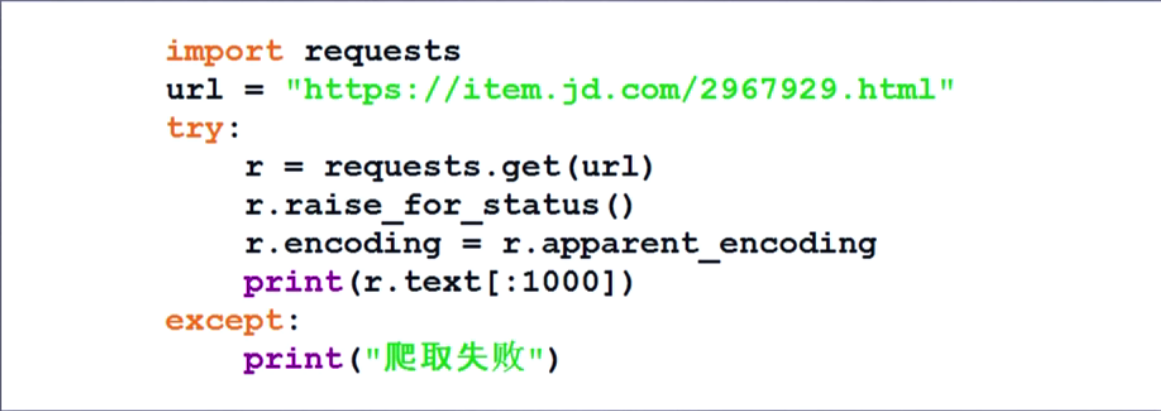 import requests
url = "https://item.jd.com/2967929.html"
try:
    r = requests.get(url)
    r.raise_for_status()
    r.encoding = r.apparent_encoding
    print(r.text[:1000])
except:
    print("爬取失败")